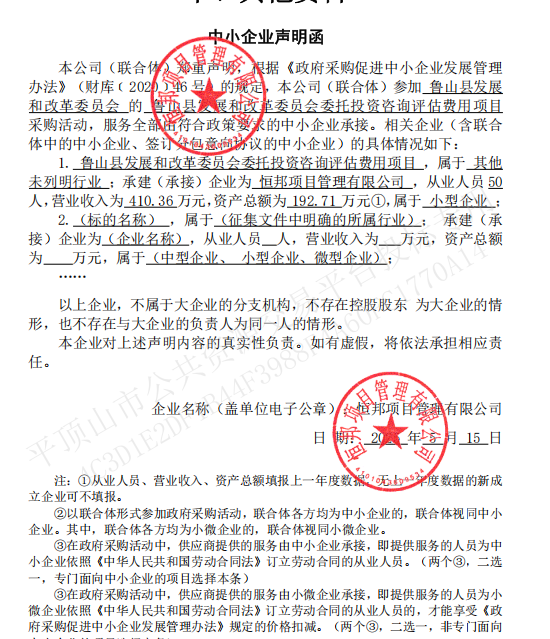 中小企业声明函
本公司（联合体）郑重声明，根据《政府采购促进中小企业发展管理
办法》（财库﹝2020﹞46 号）的规定，本公司（联合体）参加 鲁山县发展
和改革委员会 的 鲁山县发展和改革委员会委托投资咨询评估费用项目
采购活动，服务全部由符合政策要求的中小企业承接。相关企业（含联合
体中的中小企业、签订分包意向协议的中小企业）的具体情况如下：
1. 鲁山县发展和改革委员会委托投资咨询评估费用项目 ，属于 其他
未列明行业 ；承建（承接）企业为 恒邦项目管理有限公司 ，从业人员 50
人，营业收入为 410.36 万元，资产总额为 192.71 万元①，属于 小型企业 ；
2. （标的名称） ，属于（征集文件中明确的所属行业）； 承建（承
接）企业为（企业名称），从业人员__人，营业收入为___万元，资产总额
为____万元，属于（中型企业、 小型企业、微型企业）；
……
以上企业，不属于大企业的分支机构，不存在控股股东 为大企业的情
形，也不存在与大企业的负责人为同一人的情形。
本企业对上述声明内容的真实性负责。如有虚假，将依法承担相应责
任。
企业名称（盖单位电子公章） 恒邦项目管理有限公司
日 期： 月 15 日
注：①从业人员、营业收入、资产总额填报上一年度数据，无上一年度数据的新成
立企业可不填报。
②以联合体形式参加政府采购活动，联合体各方均为中小企业的，联合体视同中小
企业。其中，联合体各方均为小微企业的，联合体视同小微企业。
③在政府采购活动中，供应商提供的服务由中小企业承接，即提供服务的人员为中
小企业依照《中华人民共和国劳动合同法》订立劳动合同的从业人员。（两个③，二选
一，专门面向中小企业的项目选择本条）
③在政府采购活动中，供应商提供的服务由小微企业承接，即提供服务的人员为小
微企业依照《中华人民共和国劳动合同法》订立劳动合同的从业人员的，才能享受《政
府采购促进中小企业发展管理办法》规定的价格扣减。（两个③，二选一，非专门面向
恒邦项目管理有限公司
恒邦项目管理有限公司